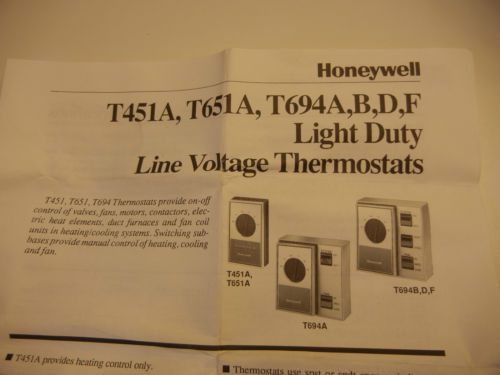 Honeywell
T451A, T651A, T694A,B,D,F
Light Duty
Line Voltage Thermostats
T451, T651, T694 Thermostats provide on-off
control of valves, fans, motors, contactors, elec-
tric heat elements, duct furnaces and fan coil
units in heating/cooling systems. Switching sub-
bases provide manual control of heating, cooling
and fan.
T451A,
T651A
T694A
T694B,D,F
■ T451A provides heating control only.
■ Thermostats use spst or spdt